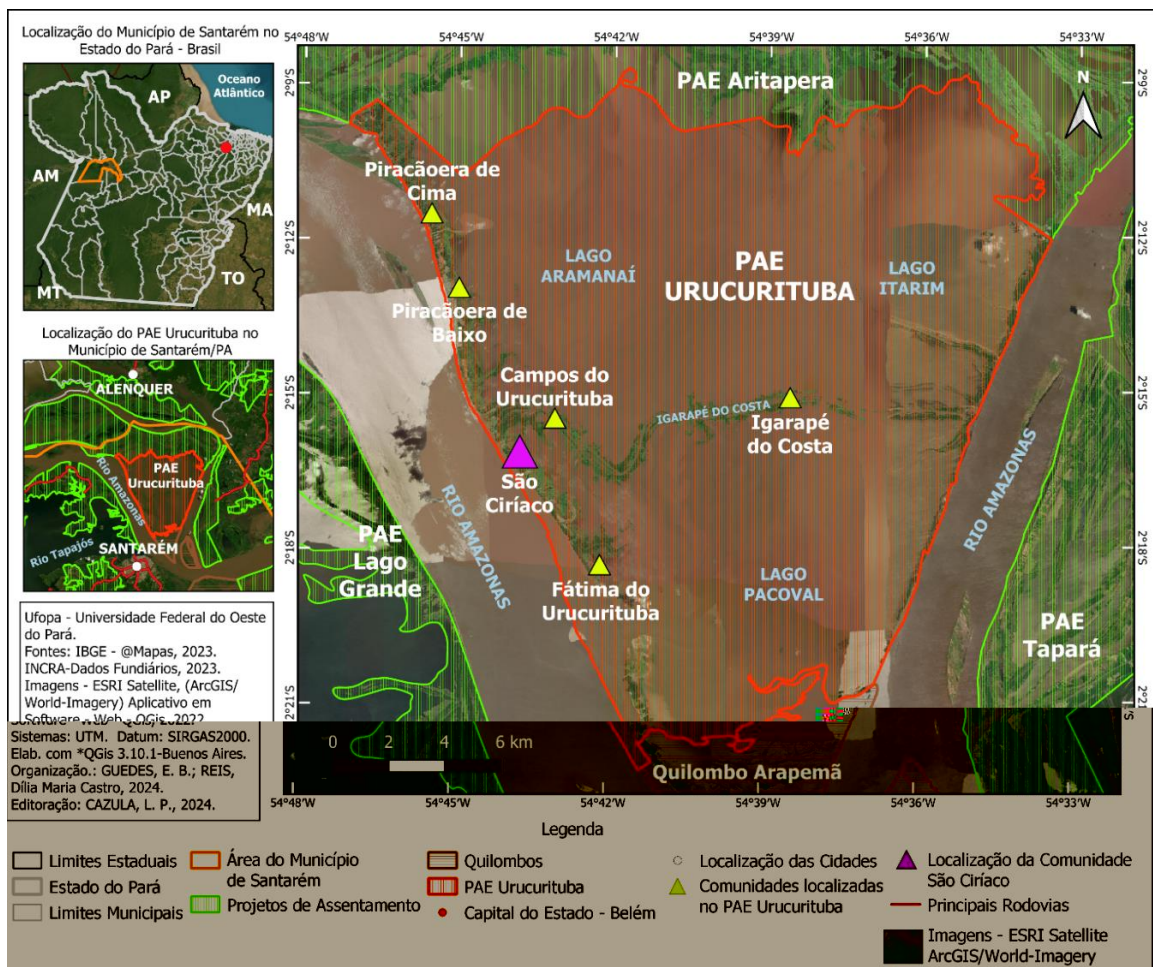 Localização do Município de Santarém no
Estado do Pará - Brasil
Oceano
Atlântico
AP
AM
MA
TO
MT
Localização do PAE Urucurituba no
Município de Santarém/PA
ALENQUER
PAE
Urucurituba
Rio Amazonas
Rio Tapajós
SANTARÉM
Ufopa - Universidade Federal do Oeste
do Pará.
Fontes: IBGE - @Mapas, 2023.
INCRA-Dados Fundiários, 2023.
Imagens - ESRI Satellite, (ArcGIS/
World-Imagery) Aplicativo em
Software - Web - QGis, 2022
Sistemas: UTM. Datum: SIRGAS2000.
Elab. com *QGis 3.10.1-Buenos Aires.
Organização.: GUEDES, E. B.; REIS,
Dília Maria Castro, 2024.
Editoração: CAZULA, L. P., 2024.
54°48'W 54°45'W 54°42'W 54°39'W 54°36'W 54°33'W
2°9'S 2°9'S
2°12'S 2°12'S
2°15'S 2°15'S
2°18'S 2°18'S
2°21'S
N
PAE Aritapera
Piracãoera de
Cima
LAGO
ARAMANAÍ
PAE
URUCURITUBA
LAGO
ITARIM
Piracãoera de
Baixo
Campos do
Urucurituba
IGARAPÉ DO COSTA
Igarapé
do Costa
São
Ciríaco
RIO AMAZONAS
RIO AMAZONAS
PAE
Lago
Grande
Fátima do
Urucurituba
LAGO
PACOVAL
PAE
Tapará
0 2 4 6 km
Quilombo Arapemã
54°48'W 54°45'W 54°42'W 54°39'W 54°36'W 54°33'W
Legenda
Limites Estaduais
Estado do Pará
Limites Municipais
Área do Município
de Santarém
Projetos de Assentamento
Quilombos
PAE Urucurituba
Capital do Estado - Belém
Localização das Cidades
Comunidades localizadas
no PAE Urucurituba
Localização da Comunidade
São Ciríaco
Principais Rodovias
Imagens - ESRI Satellite
ArcGIS/World-Imagery